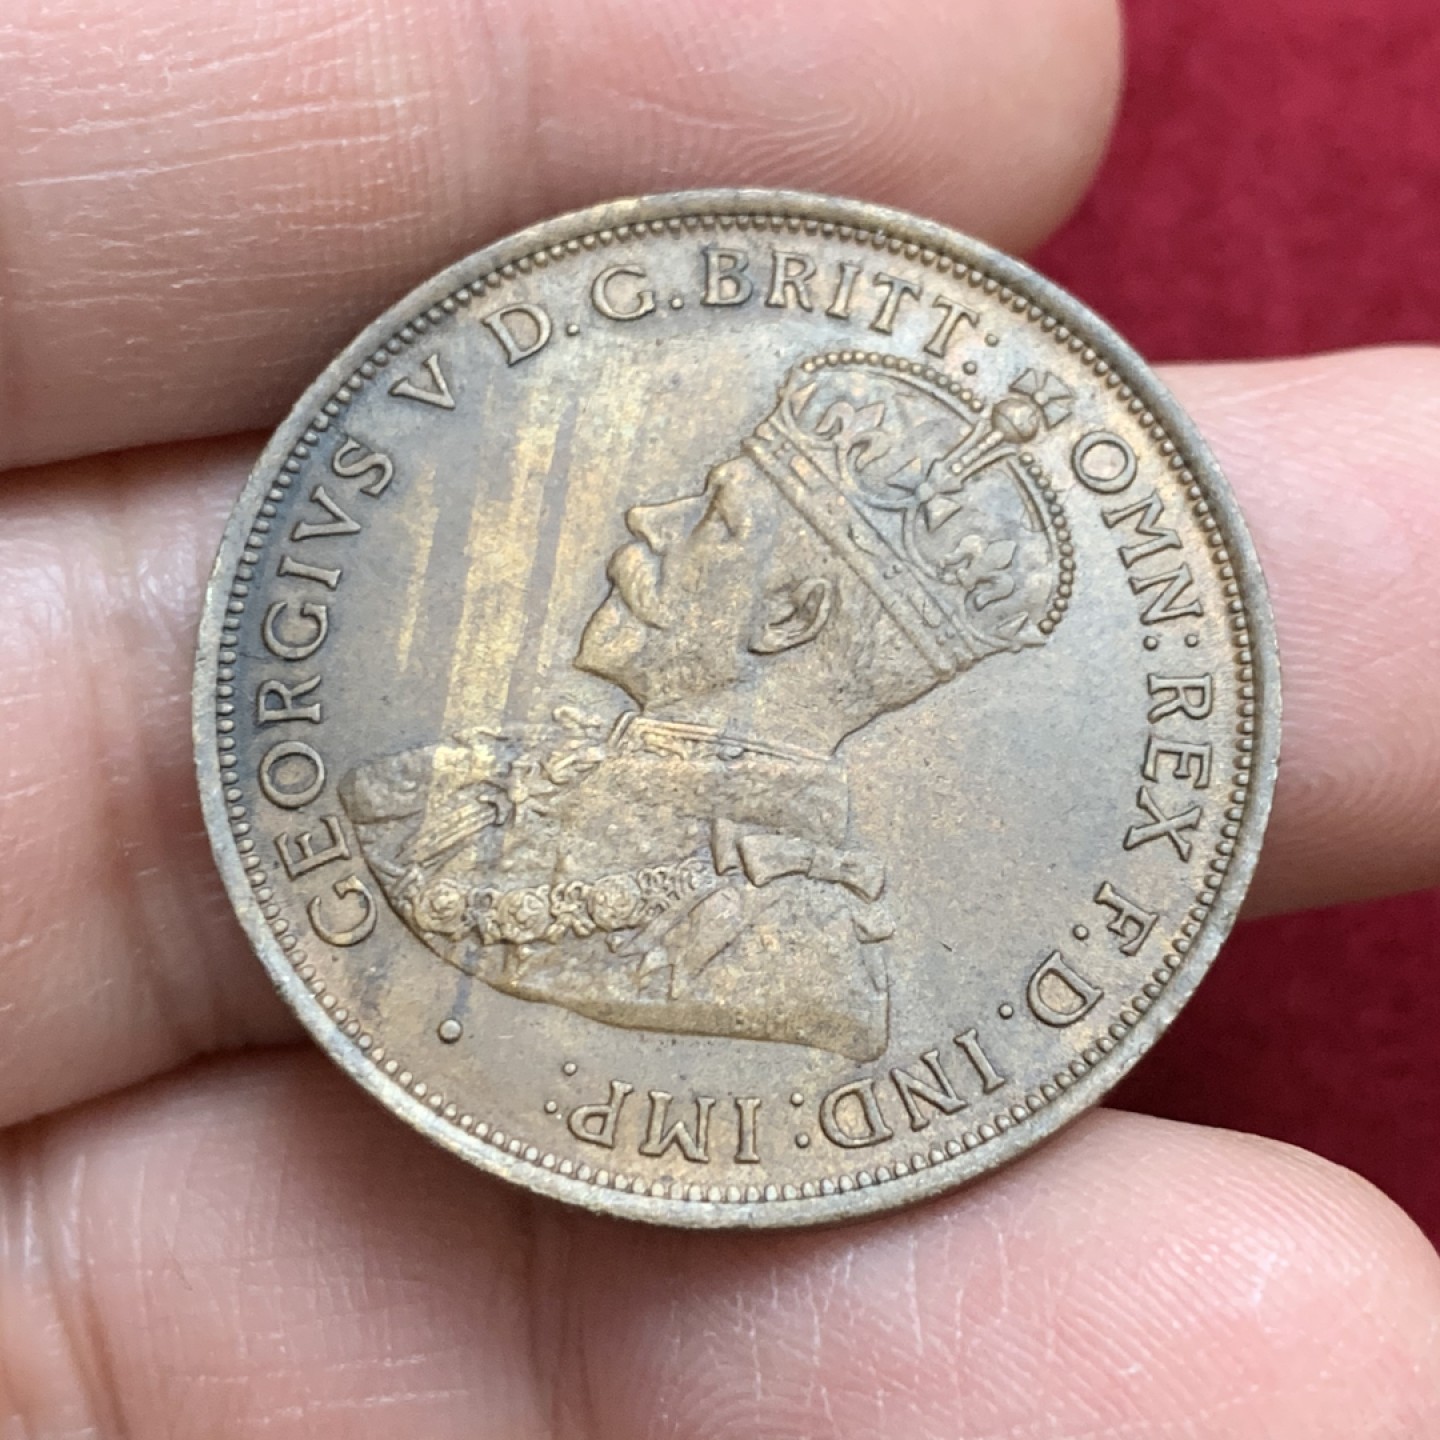 GEORGIVS V D.G.BRITT: OMN: REX F.D. IND: IMP: